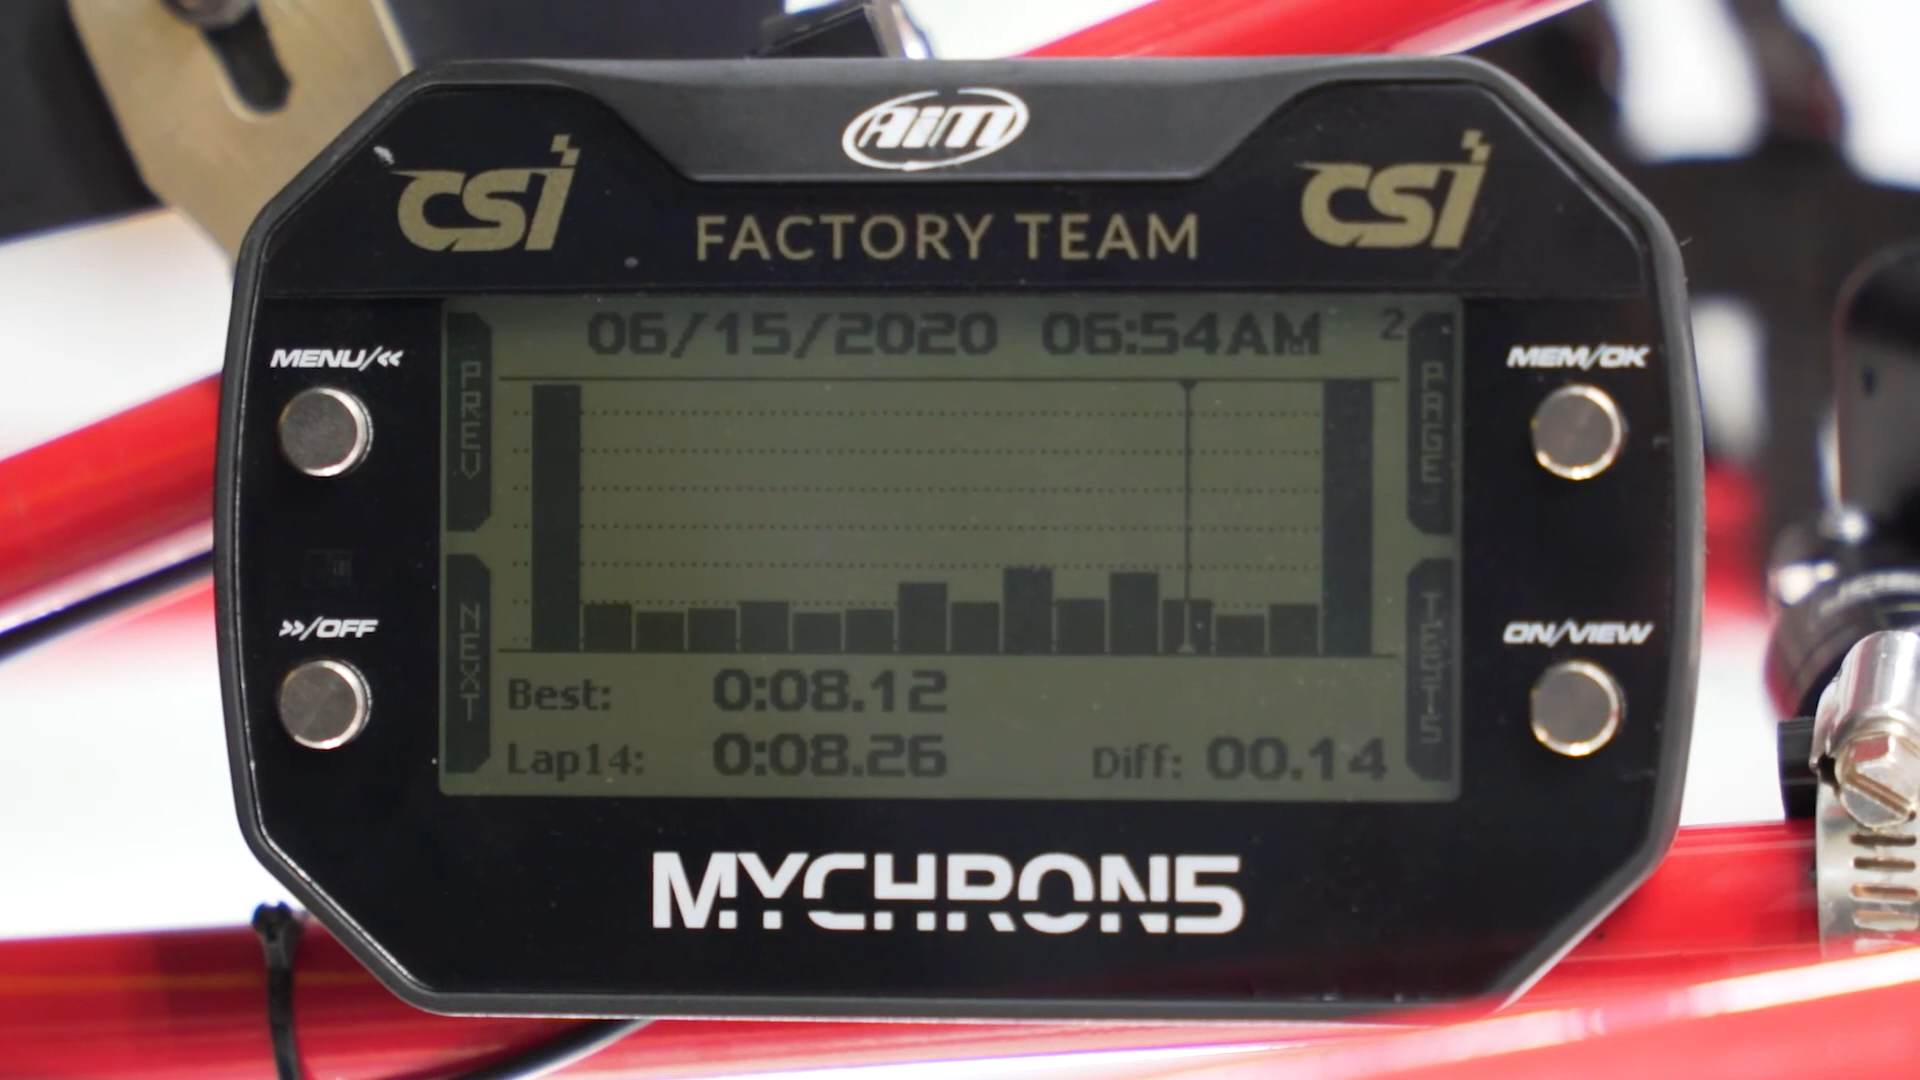 AiM
CSi
CSi
FACTORY TEAM
MENU/<<
MEM/OK
06/15/2020 06:54AM 2
PREV
PAGE
>>/OFF
ON/VIEW
NEXT
Best: 0:08.12
Lap14: 0:08.26 Diff: 00.14
MYCHRON5